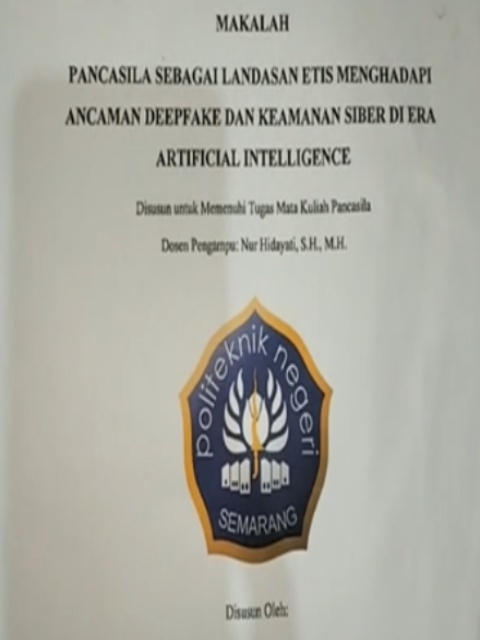 MAKALAH
PANCASILA SEBAGAI LANDASAN ETIS MENGHADAPI
ANCAMAN DEEPFAKE DAN KEAMANAN SIBER DI ERA
ARTIFICIAL INTELLIGENCE
Disusun untuk Memenuhi Tugas Mata Kuliah Pancasila
Dosen Pengampu: Nur Hidayati, S.H., M.H.
politeknik negeri
SEMARANG
Disusun Oleh: